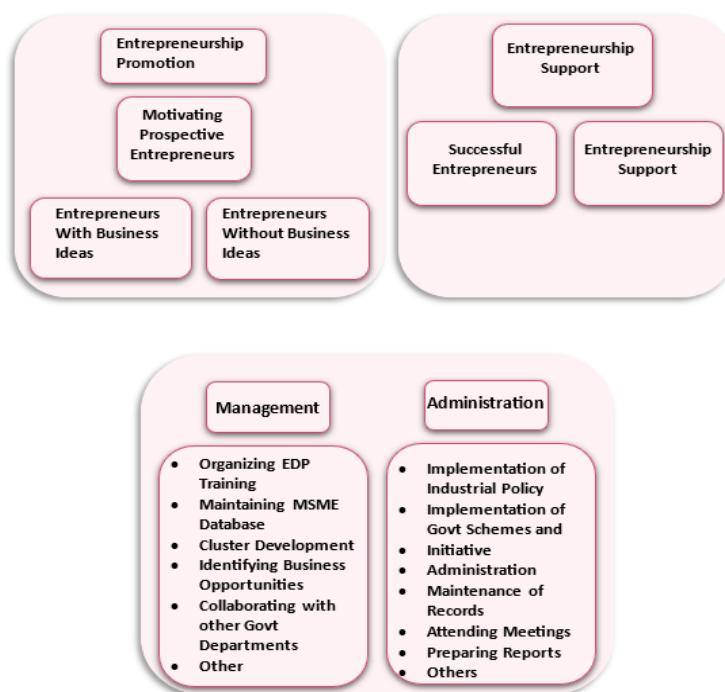 Entrepreneurship
Promotion
Motivating
Prospective
Entrepreneurs
Entrepreneurs
With Business
Ideas
Entrepreneurs
Without Business
Ideas
Entrepreneurship
Support
Successful
Entrepreneurs
Entrepreneurship
Support
Management
• Organizing EDP
Training
• Maintaining MSME
Database
• Cluster Development
• Identifying Business
Opportunities
• Collaborating with
other Govt
Departments
• Other
Administration
• Implementation of
Industrial Policy
• Implementation of
Govt Schemes and
• Initiative
• Administration
• Maintenance of
Records
• Attending Meetings
• Preparing Reports
• Others